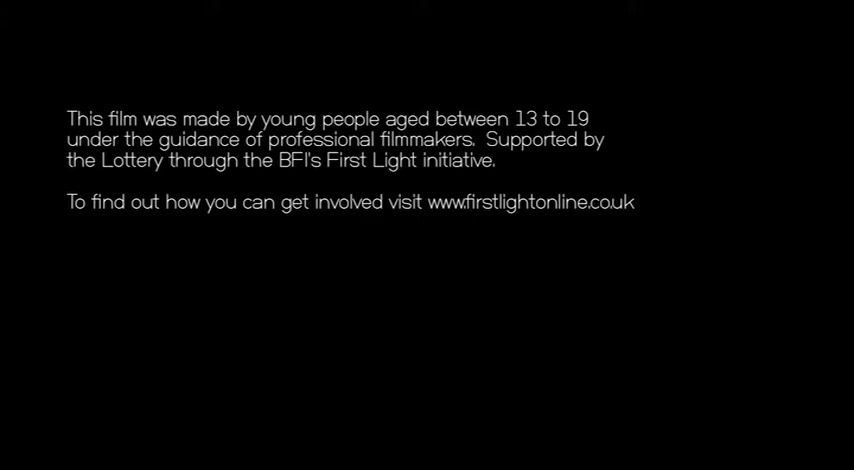 This film was made by young people aged between 13 to 19
under the guidance of professional filmmakers. Supported by
the Lottery through the BFI's First Light initiative.
To find out how you can get involved visit www.firstlightonline.co.uk